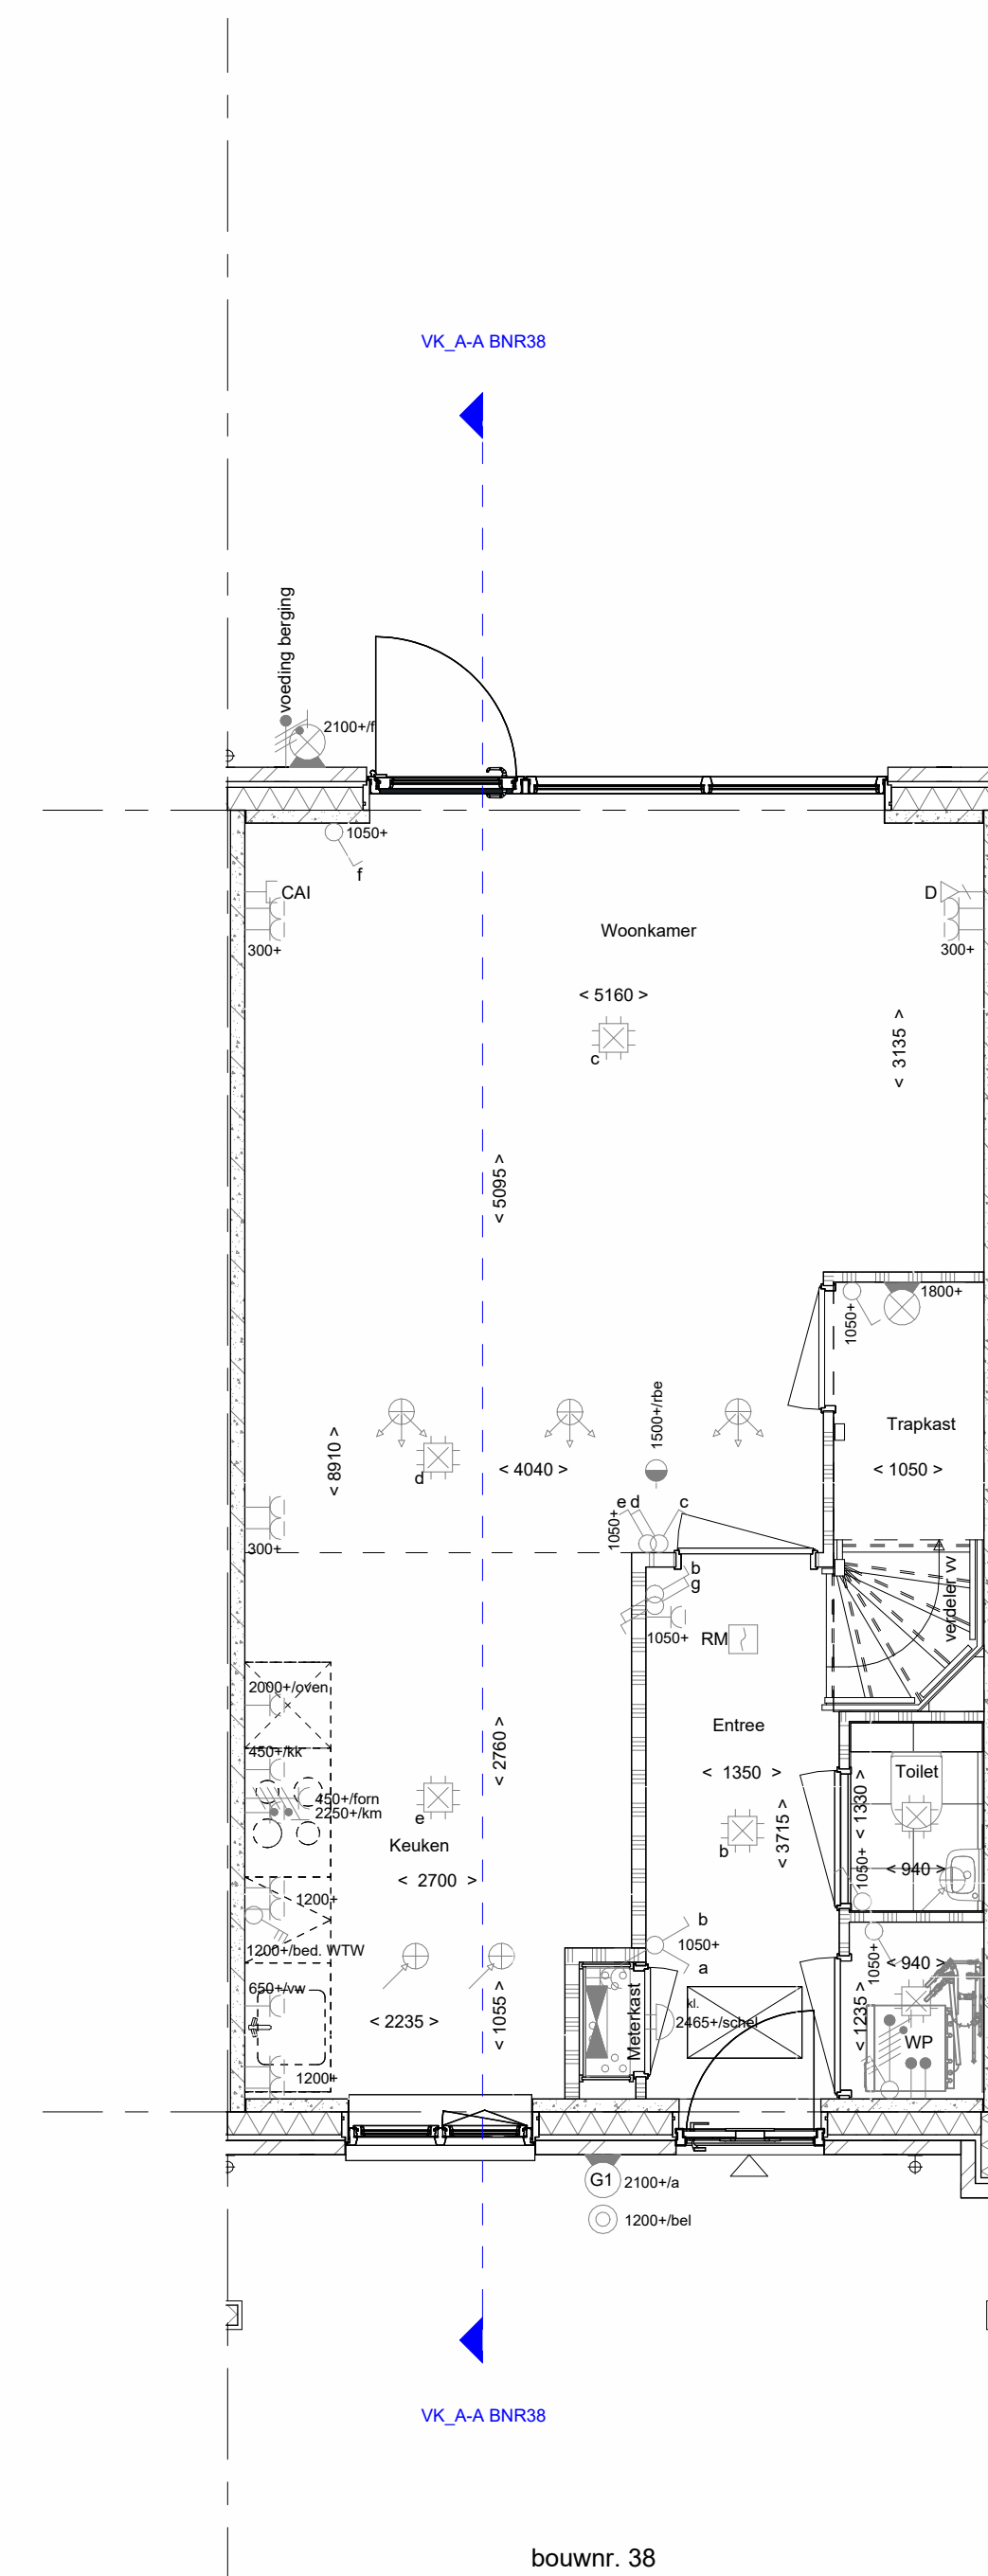 VK_A-A BNR38
voeding berging
2100+/f
1050+
f
CAI
300+
D
300+
Woonkamer
< 5160 >
c
< 3135 >
< 5095 >
1800+
1050+
Trapkast
< 1050 >
1500+/rbe
< 8910 >
d
< 4040 >
e d
c
1050+
300+
b
g
1050+
RM
verdeler vv
2000+/oven
450+/kk
450+/forn
2250+/km
< 2760 >
e
Keuken
< 2700 >
Entree
< 1350 >
b
< 3715 >
Toilet
< 1330 >
1050+
< 940 >
1200+
1200+/bed. WTW
650+/vw
1200+
< 2235 >
< 1055 >
b
1050+
a
Meterkast
kl.
2465+/schel
1050+
< 940 >
< 1235 >
WP
G1
2100+/a
1200+/bel
VK_A-A BNR38
bouwnr. 38